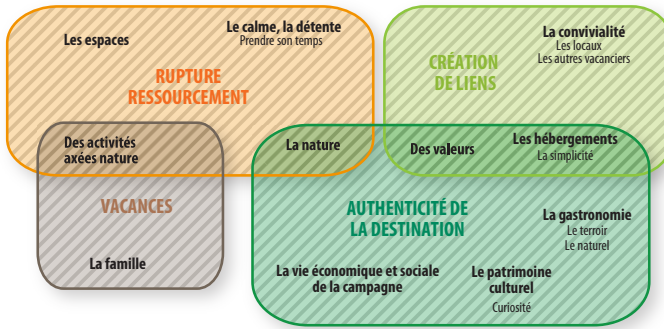 Les espaces
Le calme, la détente
Prendre son temps
RUPTURE
RESSOURCEMENT
La convivialité
Les locaux
Les autres vacanciers
CRÉATION
DE LIENS
Des activités
axées nature
La nature
Des valeurs
Les hébergements
La simplicité
VACANCES
La famille
AUTHENTICITÉ DE
LA DESTINATION
La gastronomie
Le terroir
Le naturel
La vie économique et sociale
de la campagne
Le patrimoine
culturel
Curiosité